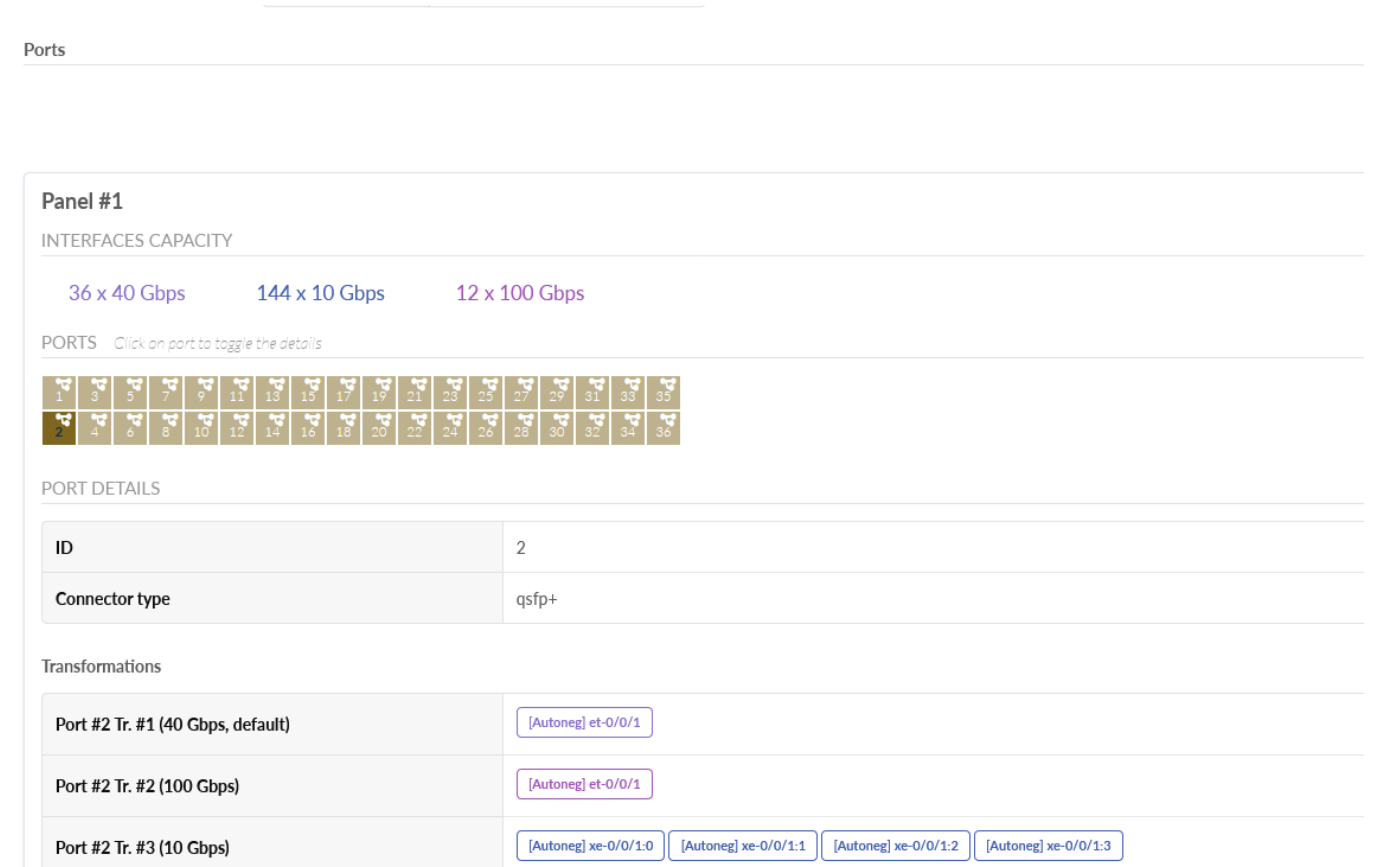 Ports
Panel #1
INTERFACES CAPACITY
36 x 40 Gbps 144 x 10 Gbps 12 x 100 Gbps
PORTS Click on port to toggle the details
1 3 5 7 9 11 13 15 17 19 21 23 25 27 29 31 33 35
2 4 6 8 10 12 14 16 18 20 22 24 26 28 30 32 34 36
PORT DETAILS
ID 2
Connector type qsfp+
Transformations
Port #2 Tr. #1 (40 Gbps, default) [Autoneg] et-0/0/1
Port #2 Tr. #2 (100 Gbps) [Autoneg] et-0/0/1
Port #2 Tr. #3 (10 Gbps) [Autoneg] xe-0/0/1:0 [Autoneg] xe-0/0/1:1 [Autoneg] xe-0/0/1:2 [Autoneg] xe-0/0/1:3